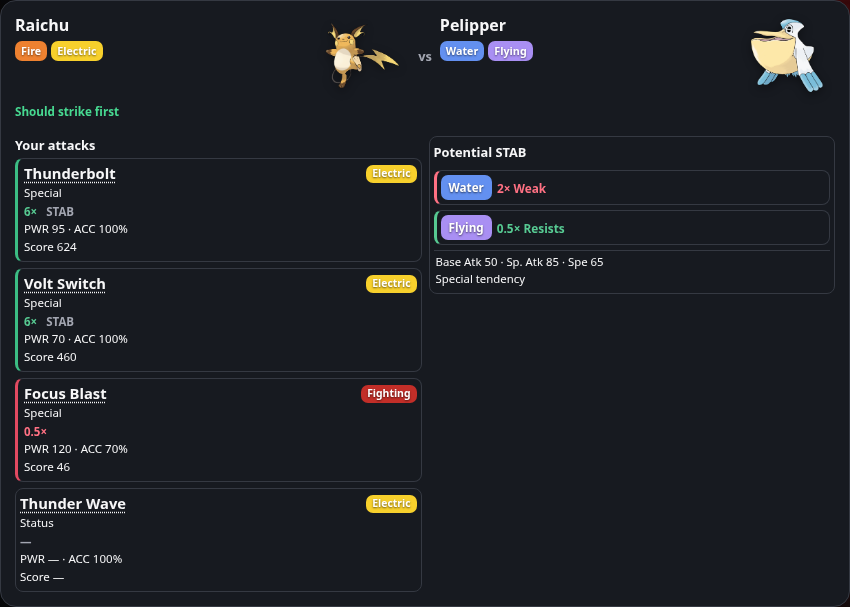 Raichu
Fire Electric
vs
Pelipper
Water Flying
Should strike first
Your attacks
Thunderbolt Electric
Special
6× STAB
PWR 95 · ACC 100%
Score 624
Volt Switch Electric
Special
6× STAB
PWR 70 · ACC 100%
Score 460
Focus Blast Fighting
Special
0.5×
PWR 120 · ACC 70%
Score 46
Thunder Wave Electric
Status
—
PWR — · ACC 100%
Score —
Potential STAB
Water 2× Weak
Flying 0.5× Resists
Base Atk 50 · Sp. Atk 85 · Spe 65
Special tendency